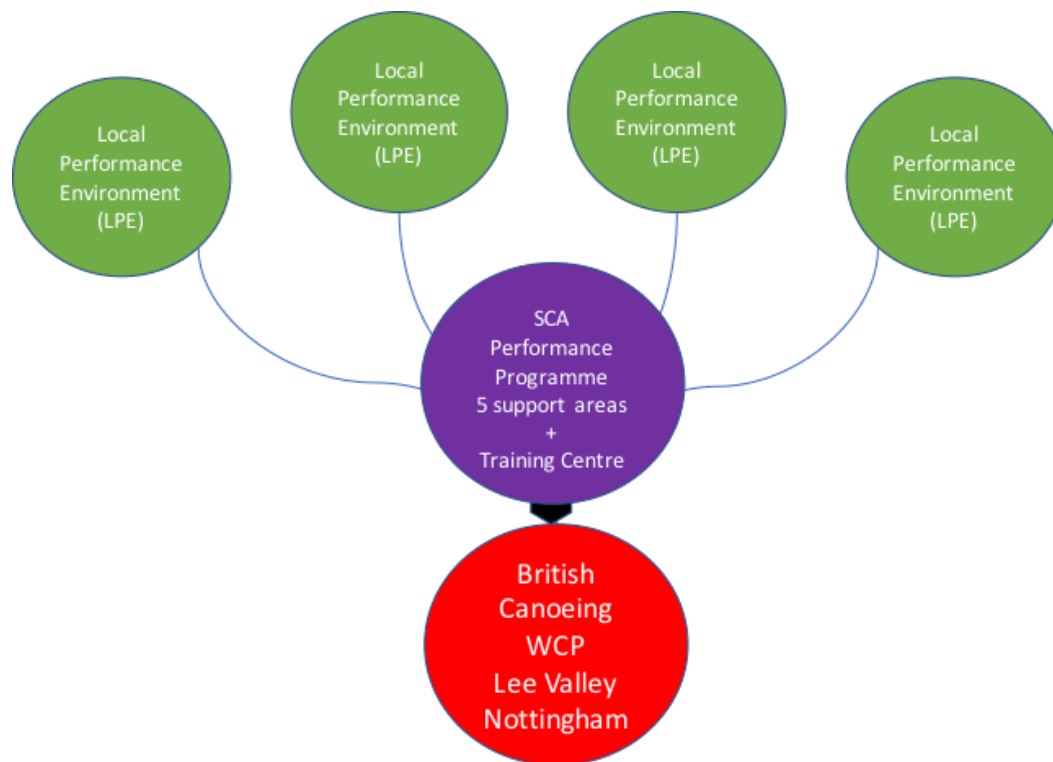 Local
Performance
Environment
(LPE)
Local
Performance
Environment
(LPE)
Local
Performance
Environment
(LPE)
Local
Performance
Environment
(LPE)
SCA
Performance
Programme
5 support areas
+
Training Centre
British
Canoeing
WCP
Lee Valley
Nottingham